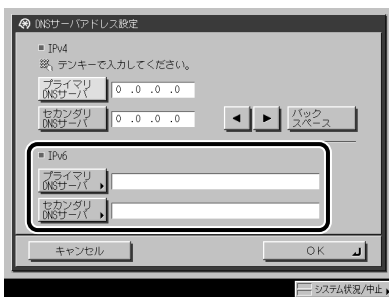 DNSサーバアドレス設定
■ IPv4
テンキーで入力してください。
プライマリ
DNSサーバ
0 .0 .0 .0
セカンダリ
DNSサーバ
0 .0 .0 .0
◀ ▶
バック
スペース
■ IPv6
プライマリ
DNSサーバ
セカンダリ
DNSサーバ
キャンセル
OK
システム状況/中止